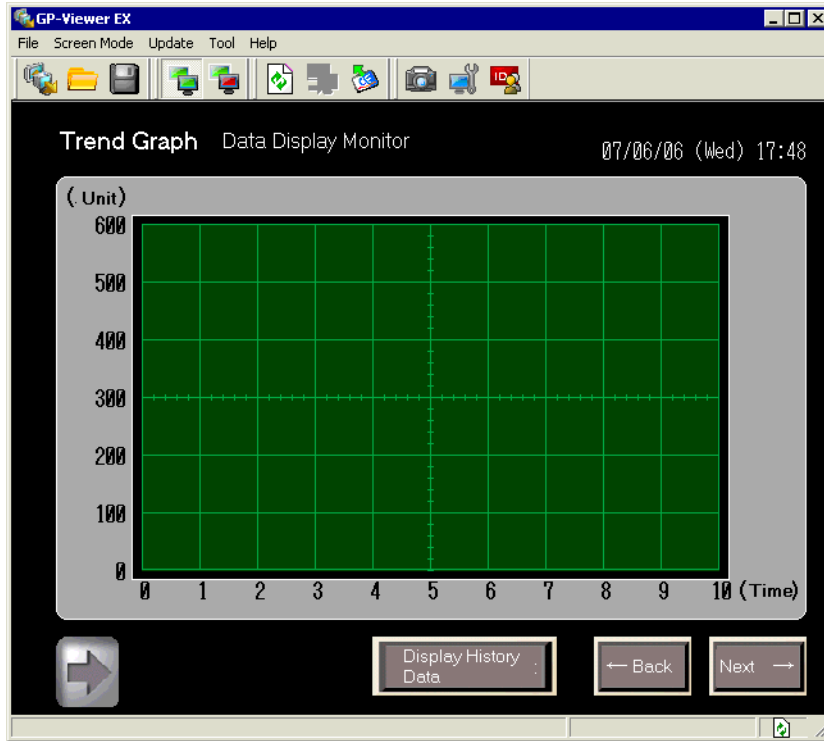 GP-Viewer EX
File Screen Mode Update Tool Help
ID
Trend Graph Data Display Monitor
07/06/06 (Wed) 17:48
(. Unit)
600
500
400
300
200
100
0
0 1 2 3 4 5 6 7 8 9 10 (Time)
Display History :
Data
← Back
Next →